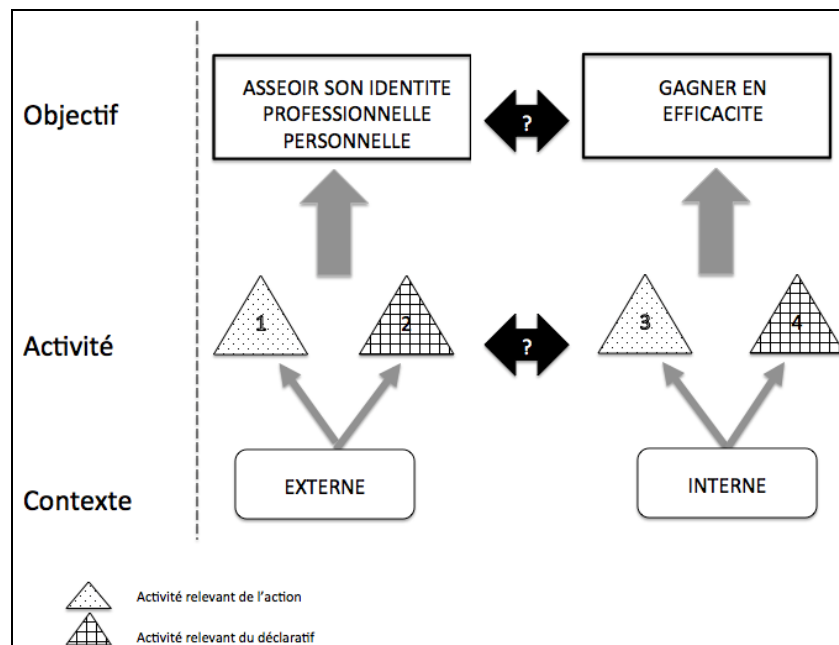 Objectif
ASSEOIR SON IDENTITE
PROFESSIONNELLE
PERSONNELLE
?
GAGNER EN
EFFICACITE
Activité
1
2
?
3
4
Contexte
EXTERNE
INTERNE
Activité relevant de l'action
Activité relevant du déclaratif